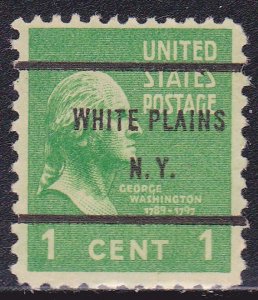 UNITED
STATES
POSTAGE
WHITE PLAINS
N.Y.
GEORGE
WASHINGTON
1789-1797
1 CENT 1